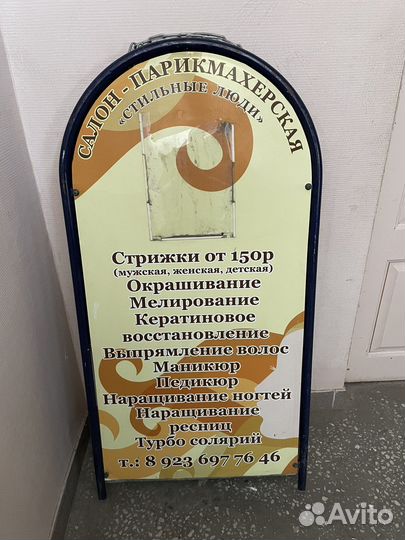 САЛОН - ПАРИКМАХЕРСКАЯ
«СТИЛЬНЫЕ ЛЮДИ»
Стрижки от 150р
(мужская, женская, детская)
Окрашивание
Мелирование
Кератиновое
восстановление
Выпрямление волос
Маникюр
Педикюр
Наращивание ногтей
Наращивание
ресниц
Турбо солярий
т.: 8 923 697 76 46
Avito